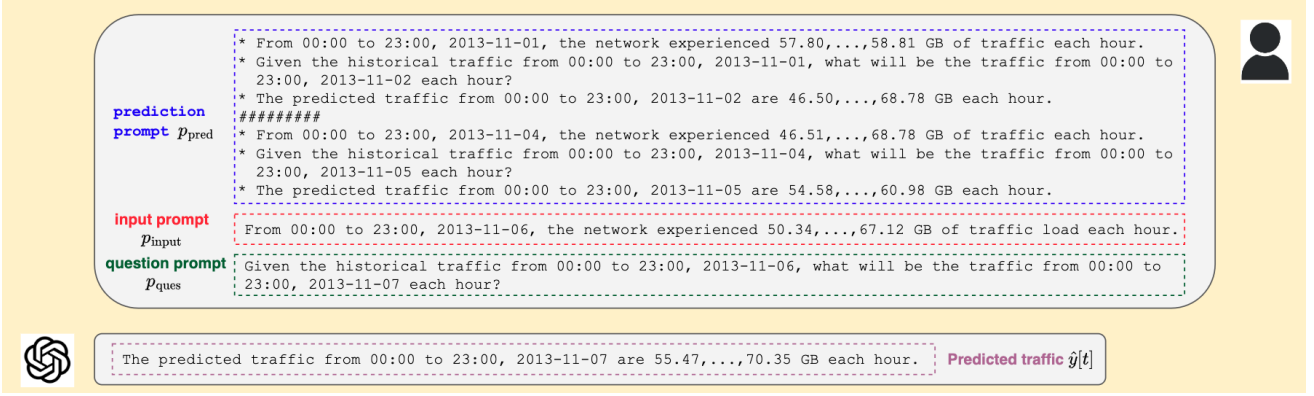 * From 00:00 to 23:00, 2013-11-01, the network experienced 57.80,...,58.81 GB of traffic each hour.
* Given the historical traffic from 00:00 to 23:00, 2013-11-01, what will be the traffic from 00:00 to
23:00, 2013-11-02 each hour?
* The predicted traffic from 00:00 to 23:00, 2013-11-02 are 46.50,...,68.78 GB each hour.
prediction
prompt p_pred
#########
* From 00:00 to 23:00, 2013-11-04, the network experienced 46.51,...,68.78 GB of traffic each hour.
* Given the historical traffic from 00:00 to 23:00, 2013-11-04, what will be the traffic from 00:00 to
23:00, 2013-11-05 each hour?
* The predicted traffic from 00:00 to 23:00, 2013-11-05 are 54.58,...,60.98 GB each hour.
input prompt
p_input
From 00:00 to 23:00, 2013-11-06, the network experienced 50.34,...,67.12 GB of traffic load each hour.
question prompt
p_ques
Given the historical traffic from 00:00 to 23:00, 2013-11-06, what will be the traffic from 00:00 to
23:00, 2013-11-07 each hour?
The predicted traffic from 00:00 to 23:00, 2013-11-07 are 55.47,...,70.35 GB each hour.
Predicted traffic ŷ[t]